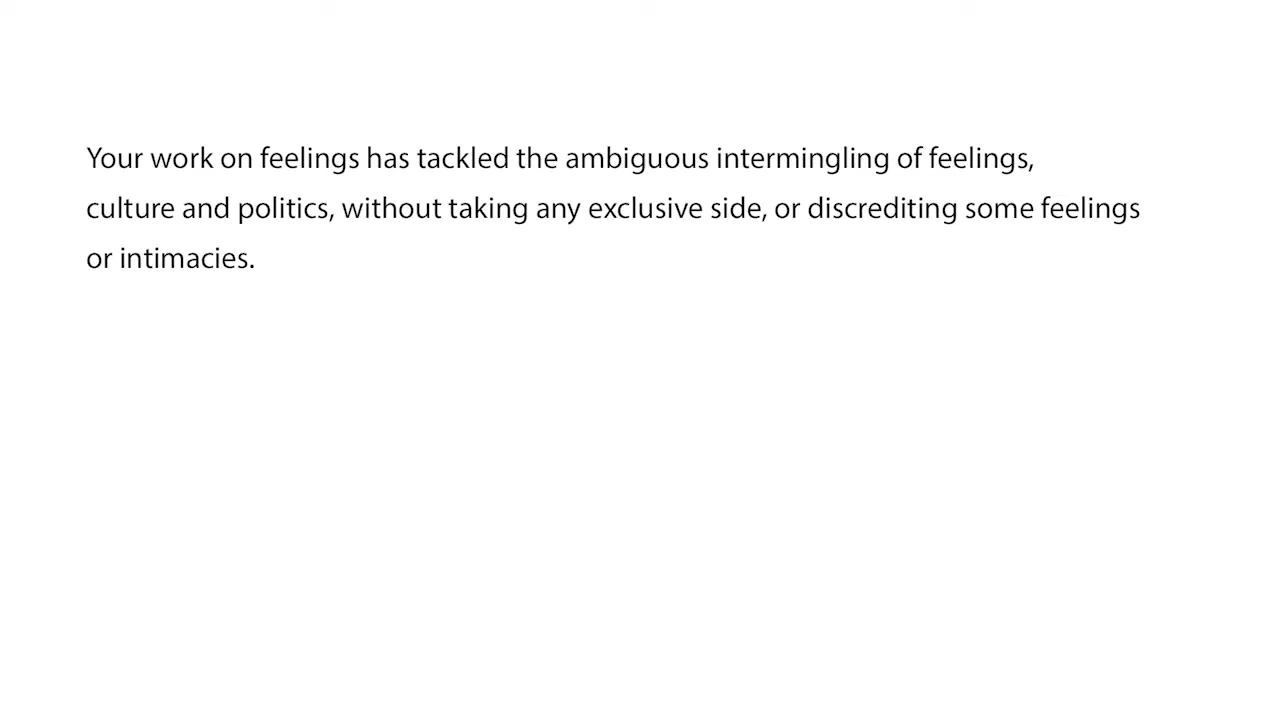 Your work on feelings has tackled the ambiguous intermingling of feelings,
culture and politics, without taking any exclusive side, or discrediting some feelings
or intimacies.